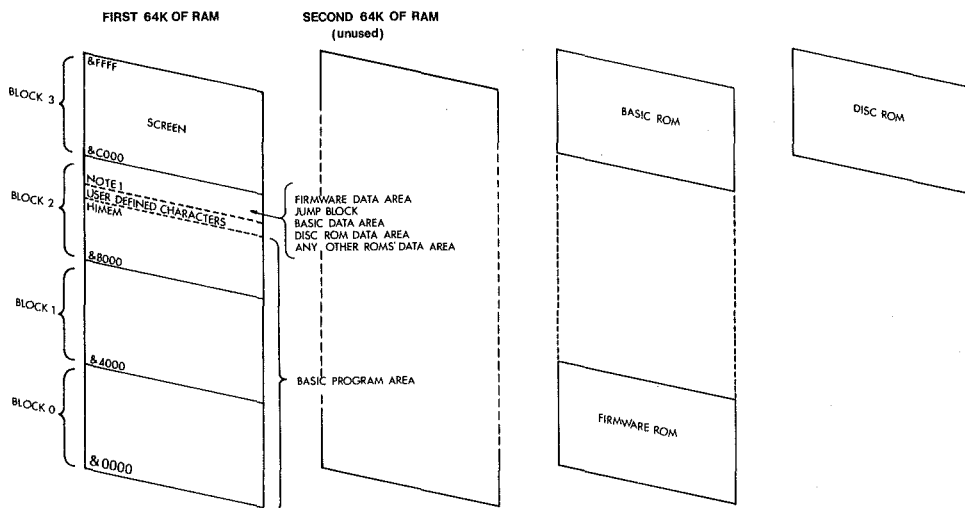 FIRST 64K OF RAM
SECOND 64K OF RAM
(unused)
&FFFF
BLOCK 3
SCREEN
&C000
BASIC ROM
DISC ROM
NOTE 1
USER DEFINED CHARACTERS
HIMEM
BLOCK 2
FIRMWARE DATA AREA
JUMP BLOCK
BASIC DATA AREA
DISC ROM DATA AREA
ANY OTHER ROMS' DATA AREA
&8000
BLOCK 1
&4000
BASIC PROGRAM AREA
BLOCK 0
FIRMWARE ROM
&0000